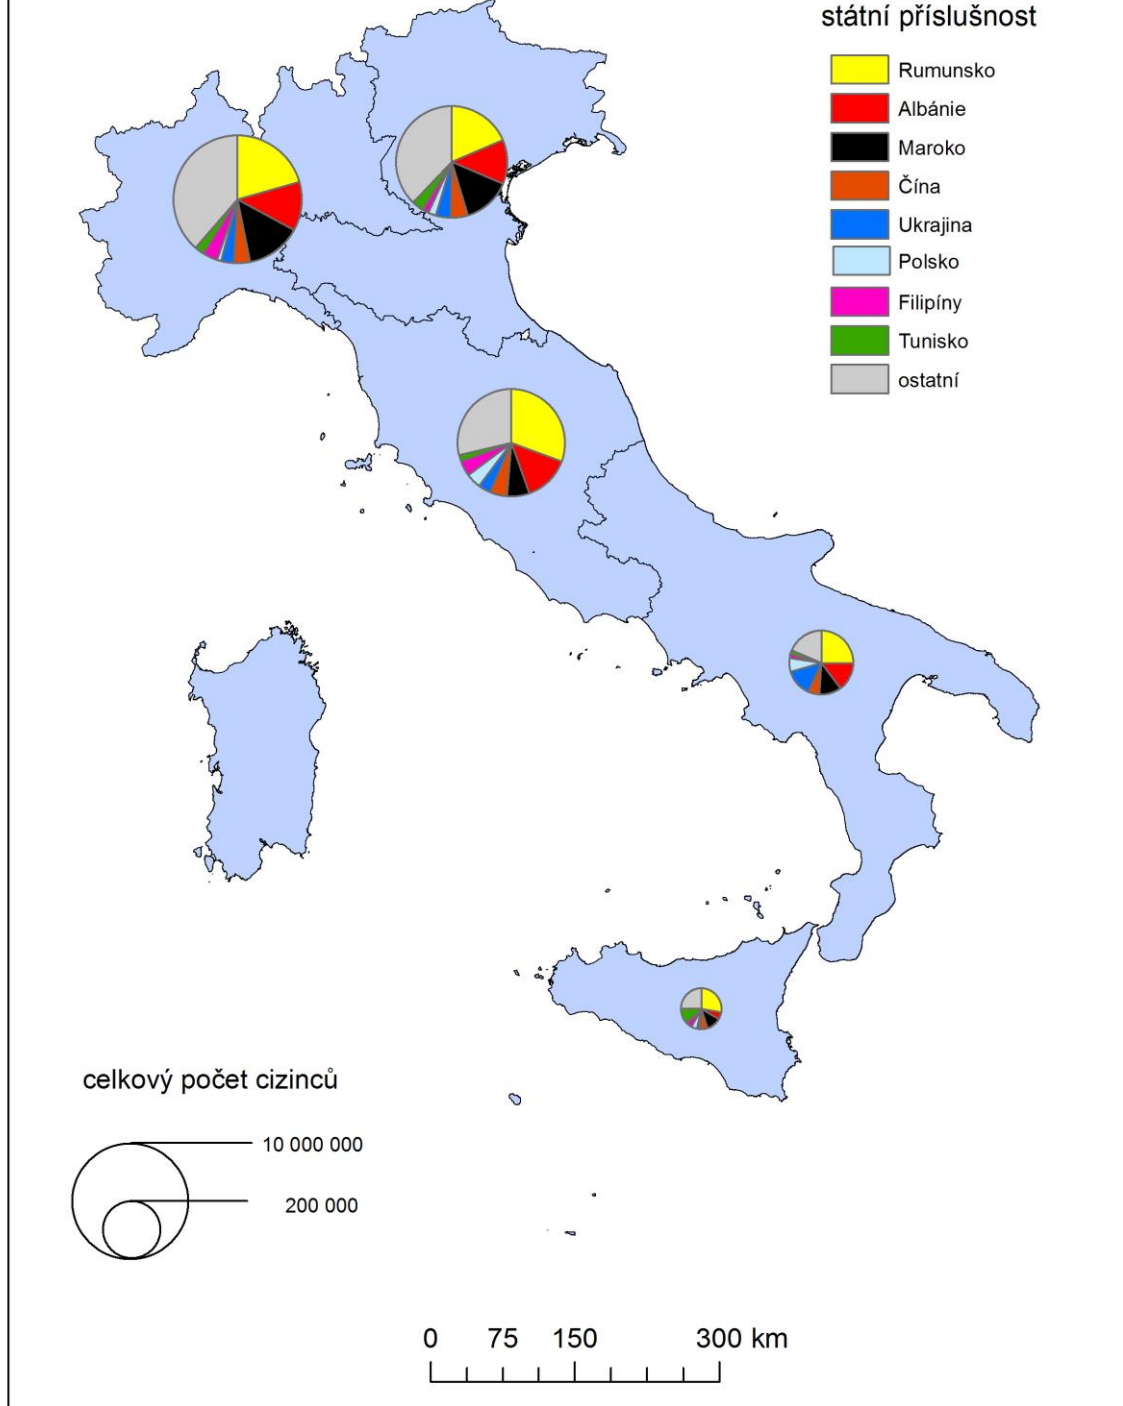 státní příslušnost
Rumunsko
Albánie
Maroko
Čína
Ukrajina
Polsko
Filipíny
Tunisko
ostatní
celkový počet cizinců
10 000 000
200 000
0 75 150 300 km